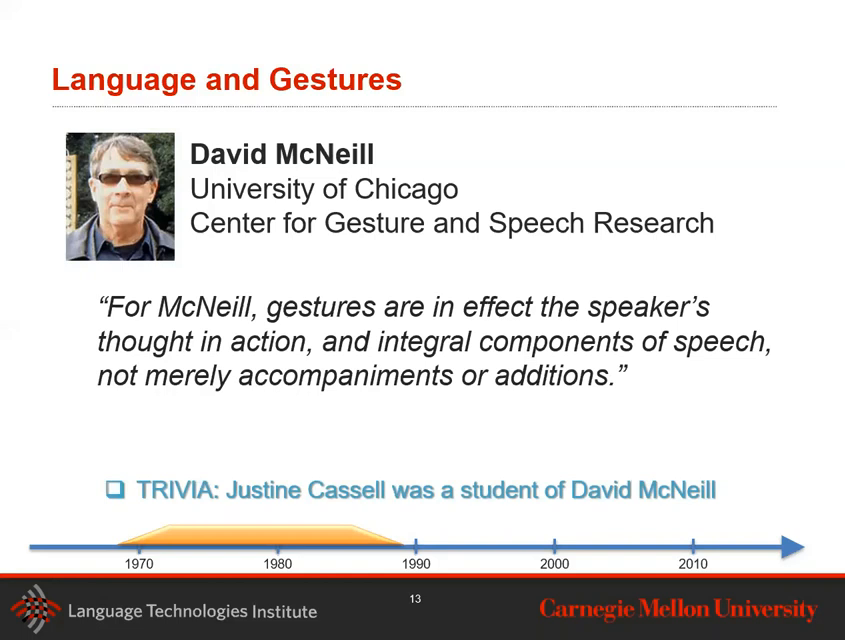 Language and Gestures
David McNeill
University of Chicago
Center for Gesture and Speech Research
“For McNeill, gestures are in effect the speaker’s
thought in action, and integral components of speech,
not merely accompaniments or additions.”
TRIVIA: Justine Cassell was a student of David McNeill
1970 1980 1990 2000 2010
Language Technologies Institute
13
Carnegie Mellon University